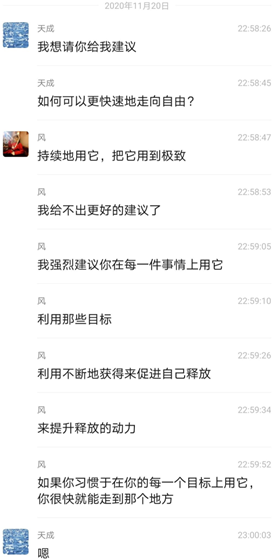 2020年11月20日
天成 22:58:26
我想请你给我建议
天成 22:58:45
如何可以更快速地走向自由？
风 22:58:47
持续地用它，把它用到极致
风 22:58:53
我给不出更好的建议了
风 22:59:05
我强烈建议你在每一件事情上用它
风 22:59:10
利用那些目标
风 22:59:26
利用不断地获得来促进自己释放
风 22:59:34
来提升释放的动力
风 22:59:52
如果你习惯于在你的每一个目标上用它，
你很快就能走到那个地方
天成 23:00:03
嗯